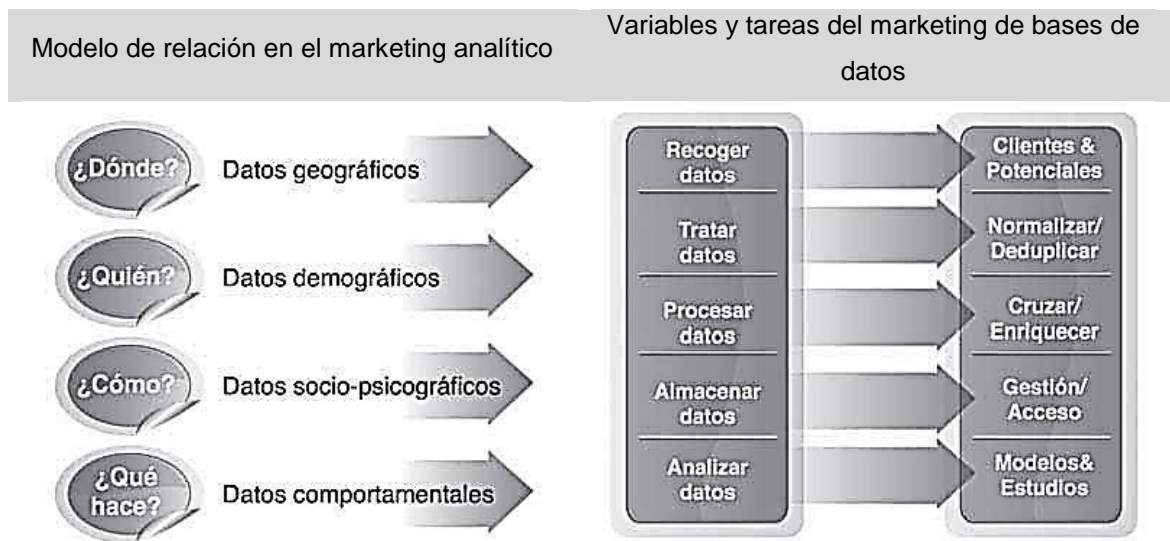 Modelo de relación en el marketing analítico
Variables y tareas del marketing de bases de
datos
¿Dónde?
Datos geográficos
¿Quién?
Datos demográficos
¿Cómo?
Datos socio-psicográficos
¿Qué
hace?
Datos comportamentales
Recoger
datos
Clientes &
Potenciales
Tratar
datos
Normalizar/
Deduplicar
Procesar
datos
Cruzar/
Enriquecer
Almacenar
datos
Gestión/
Acceso
Analizar
datos
Modelos&
Estudios